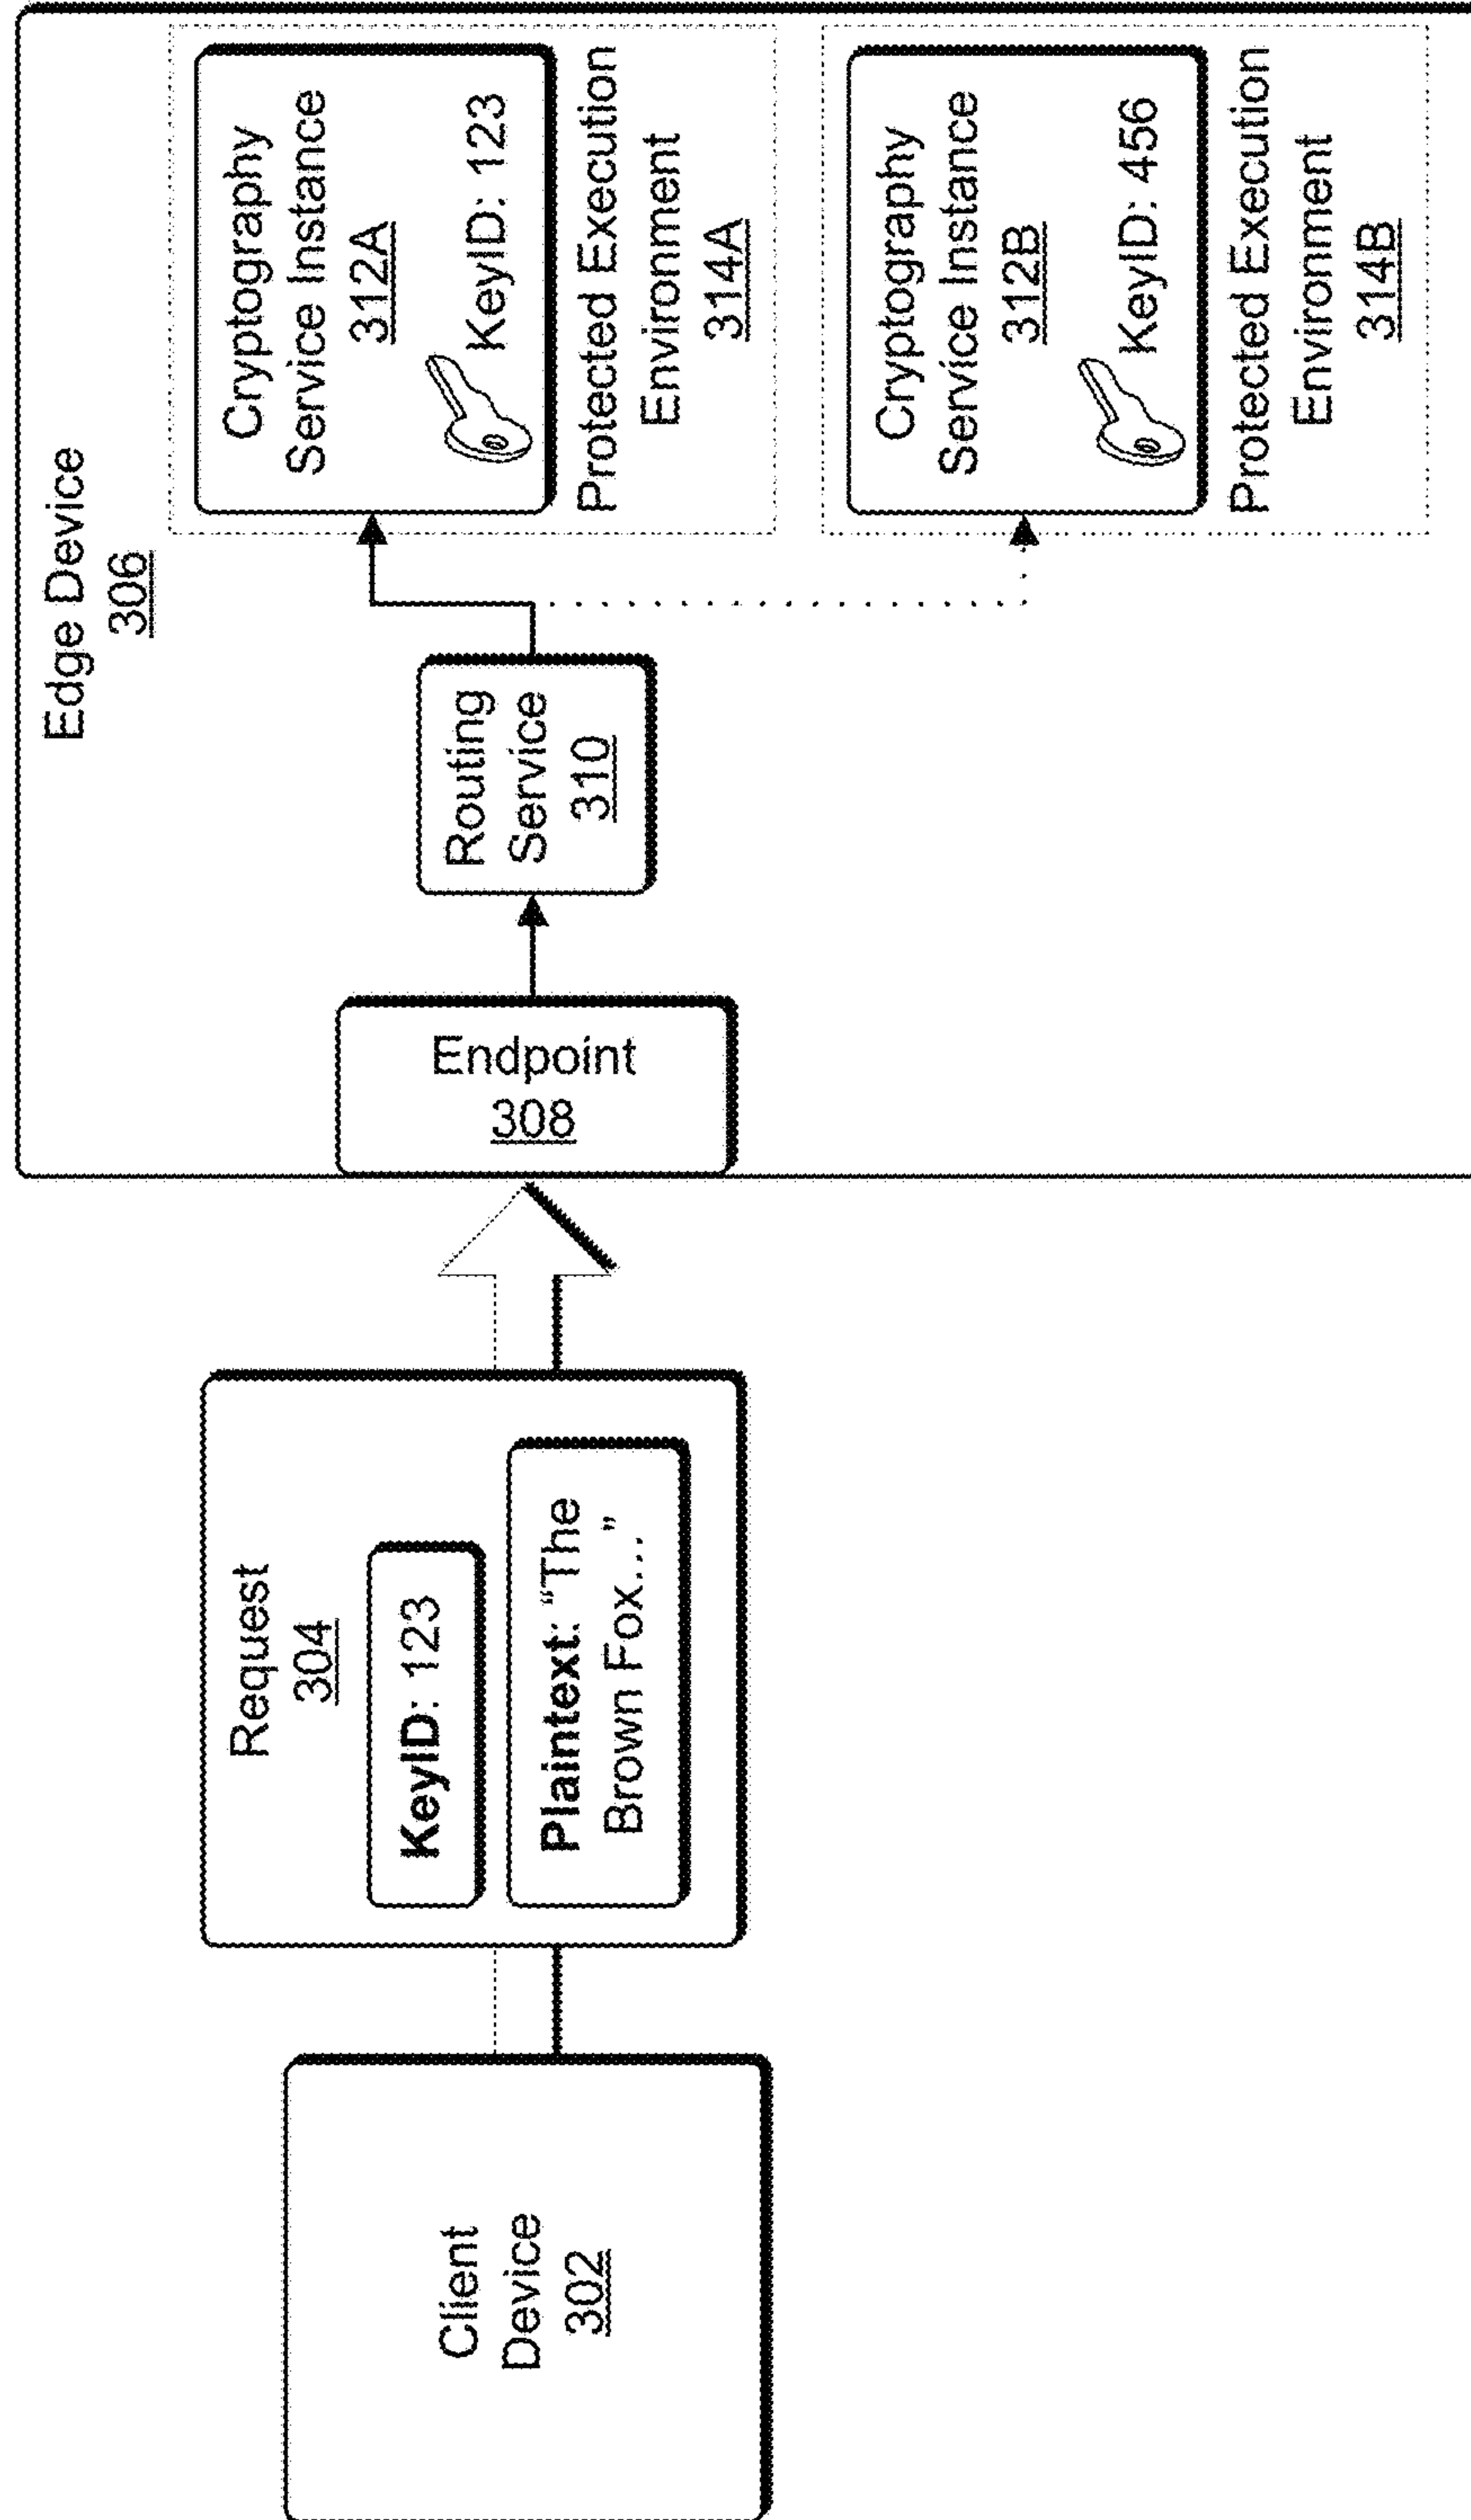 Client
Device
302
Request
304
KeyID: 123
Plaintext: “The
Brown Fox...”
Edge Device
306
Endpoint
308
Routing
Service
310
Cryptography
Service Instance
312A
KeyID: 123
Protected Execution
Environment
314A
Cryptography
Service Instance
312B
KeyID: 456
Protected Execution
Environment
314B